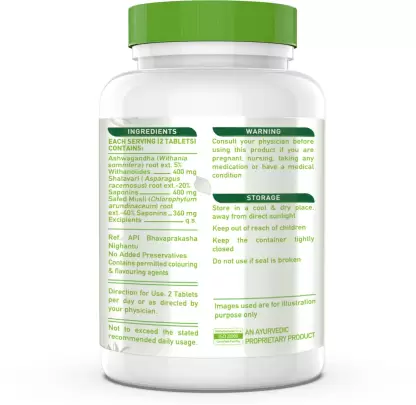 INGREDIENTS
EACH SERVING (2 TABLETS)
CONTAINS:
Ashwagandha (Withania
somnifera) root ext. 5%
Withanoloides 400 mg
Shatavari ( Asparagus
racemosus) root ext.-20%
Saponins 400 mg
Safed Musli (Chlorophytum
arundinaceum) root
ext.-40% Saponins 360 mg
Excipients q.s.
Ref.. API Bhavaprakasha
Nighantu
No Added Preservatives
Contains permitted colouring
& flavouring agents
Direction for Use: 2 Tablets
per day or as directed by
your physician.
Not to exceed the stated
recommended daily usage.
WARNING
Consult your physician before
using this product if you are
pregnant, nursing, taking any
medication or have a medical
condition
STORAGE
Store in a cool & dry place,
away from direct sunlight
Keep out of reach of children
Keep the container tightly
closed
Do not use if seal is broken
Images used are for illustration
purpose only
AN AYURVEDIC
PROPRIETARY PRODUCT